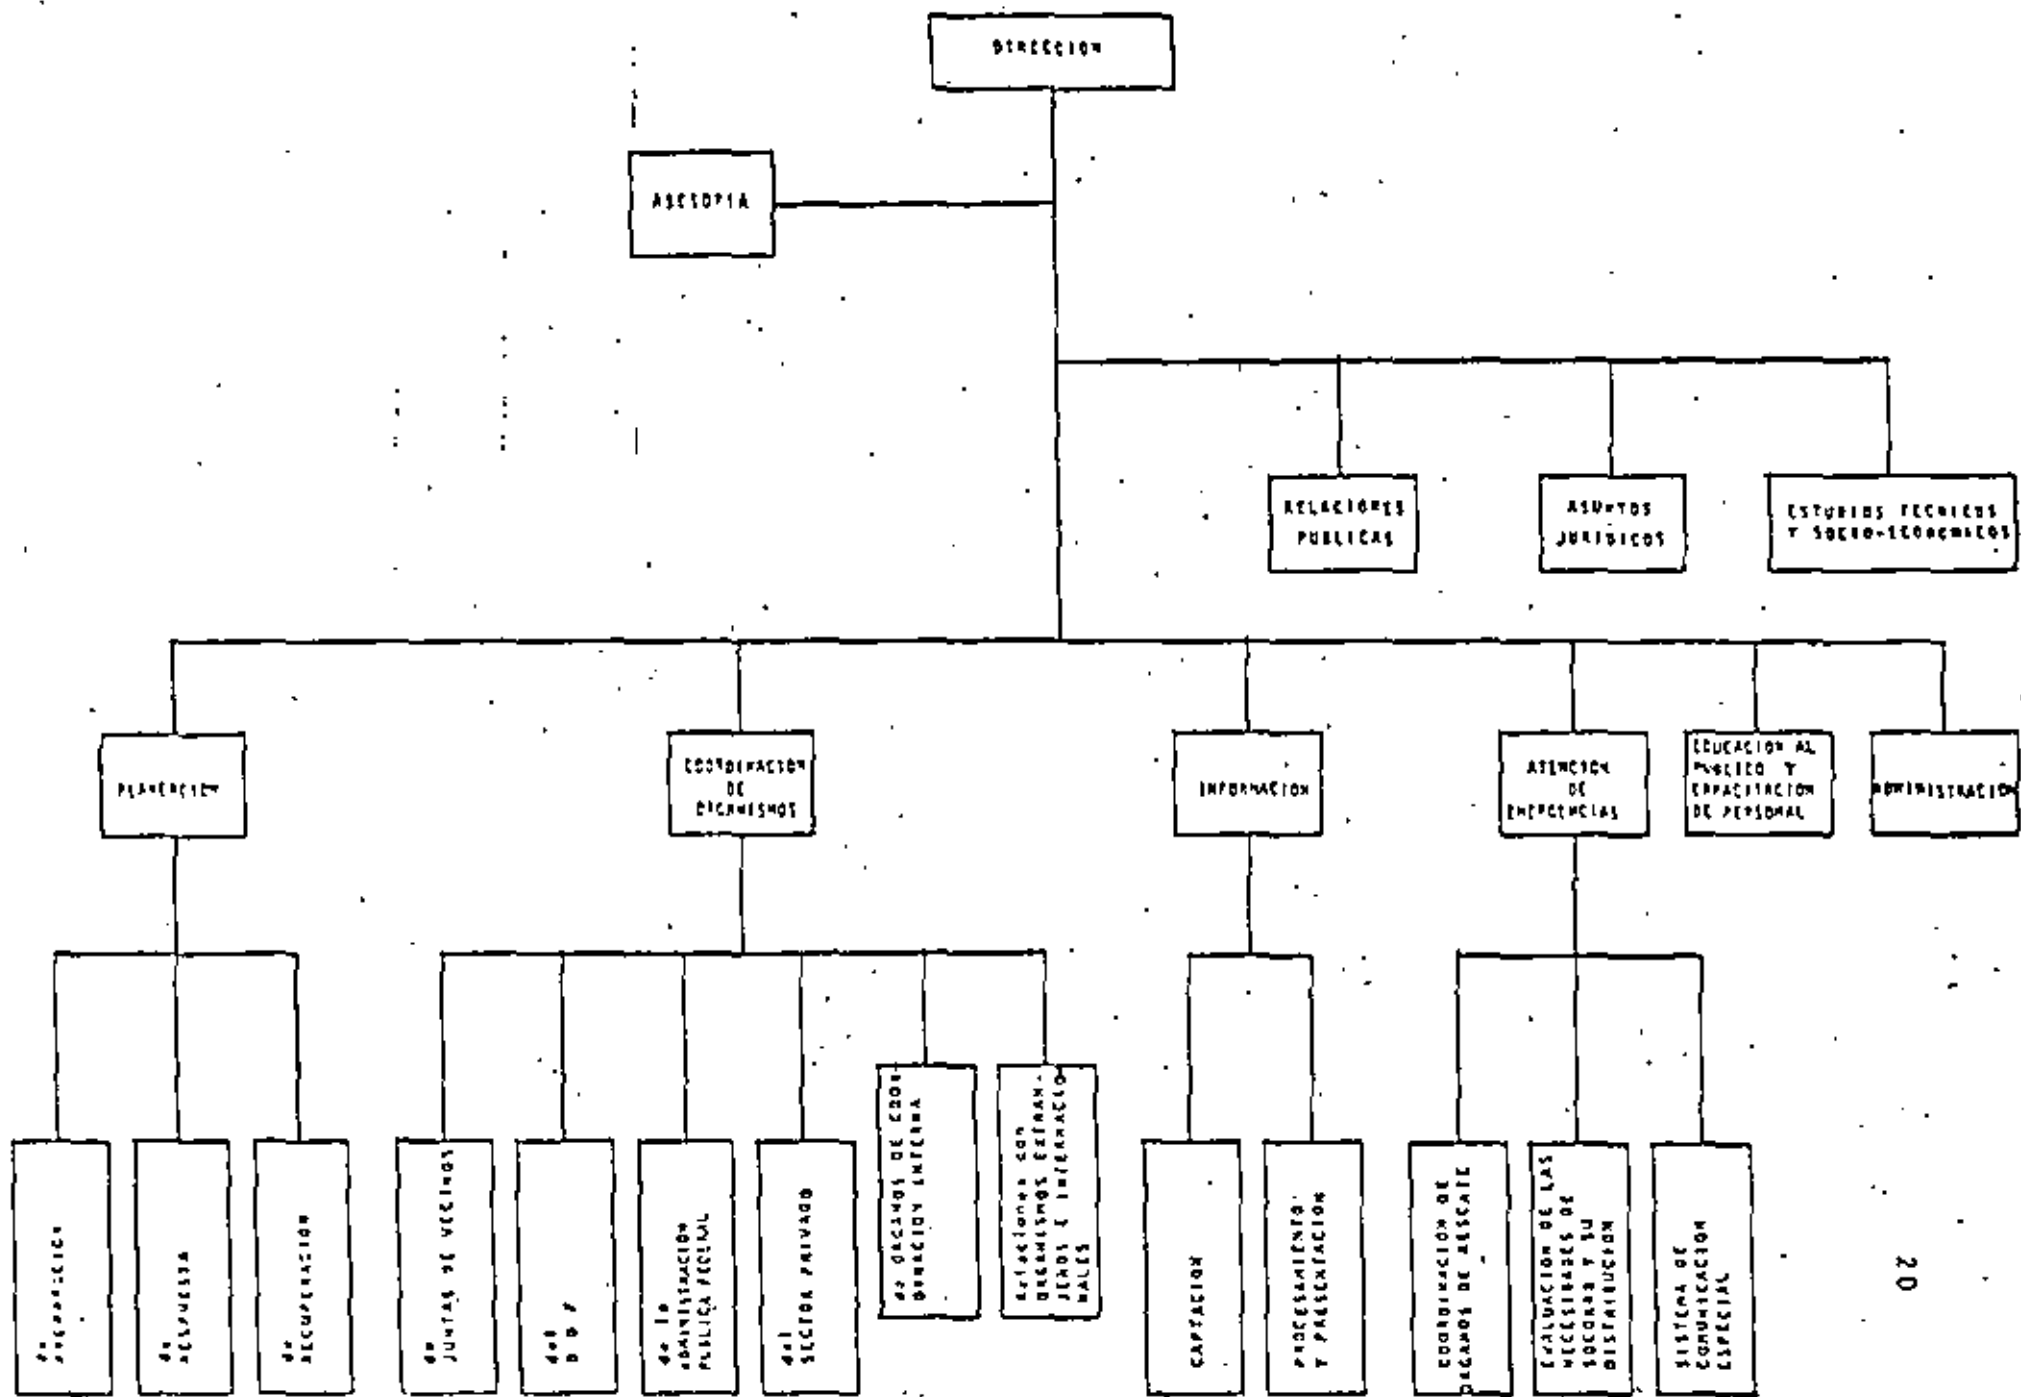 DIRECCION
ASESORIA
RELACIONES
PUBLICAS
ASUNTOS
JURIDICOS
ESTUDIOS TECNICOS
Y SOCIO-ECONOMICOS
PLANEACION
COORDINACION
DE
ORGANISMOS
INFORMACION
ATENCION
DE
EMERGENCIAS
EDUCACION AL
PUBLICO Y
CAPACITACION
DE PERSONAL
ADMINISTRACION
de
PREPARACION
de
RESPUESTA
de
RECUPERACION
de
JUNTAS DE VECINOS
del
D D F
de la
ADMINISTRACION
PUBLICA FEDERAL
del
SECTOR PRIVADO
de ORGANOS DE COOR-
DINACION INTERNA
Relaciones con
ORGANISMOS EXTRAN-
JEROS E INTERNACIO
NALES
CAPTACION
PROCESAMIENTO
Y PRESENTACION
COORDINACION DE
ORGANOS DE RESCATE
EVALUACION DE LAS
NECESIDADES DE
SOCORRO Y SU
DISTRIBUCION
SISTEMA DE
COMUNICACION
ESPECIAL
20